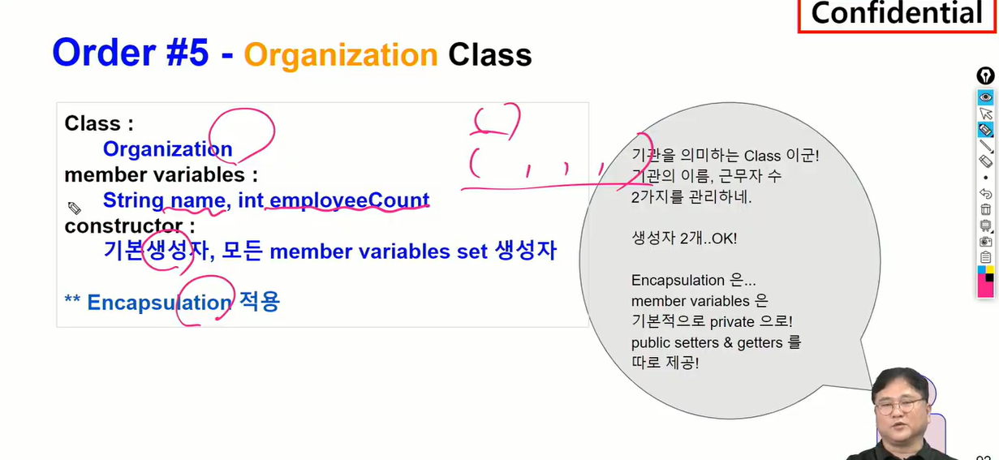 Confidential
Order #5 - Organization Class
Class :
Organization
member variables :
String name, int employeeCount
constructor :
기본생성자, 모든 member variables set 생성자
** Encapsulation 적용
기관을 의미하는 Class 이군!
기관의 이름, 근무자 수
2가지를 관리하네.
생성자 2개..OK!
Encapsulation 은...
member variables 은
기본적으로 private 으로!
public setters & getters 를
따로 제공!